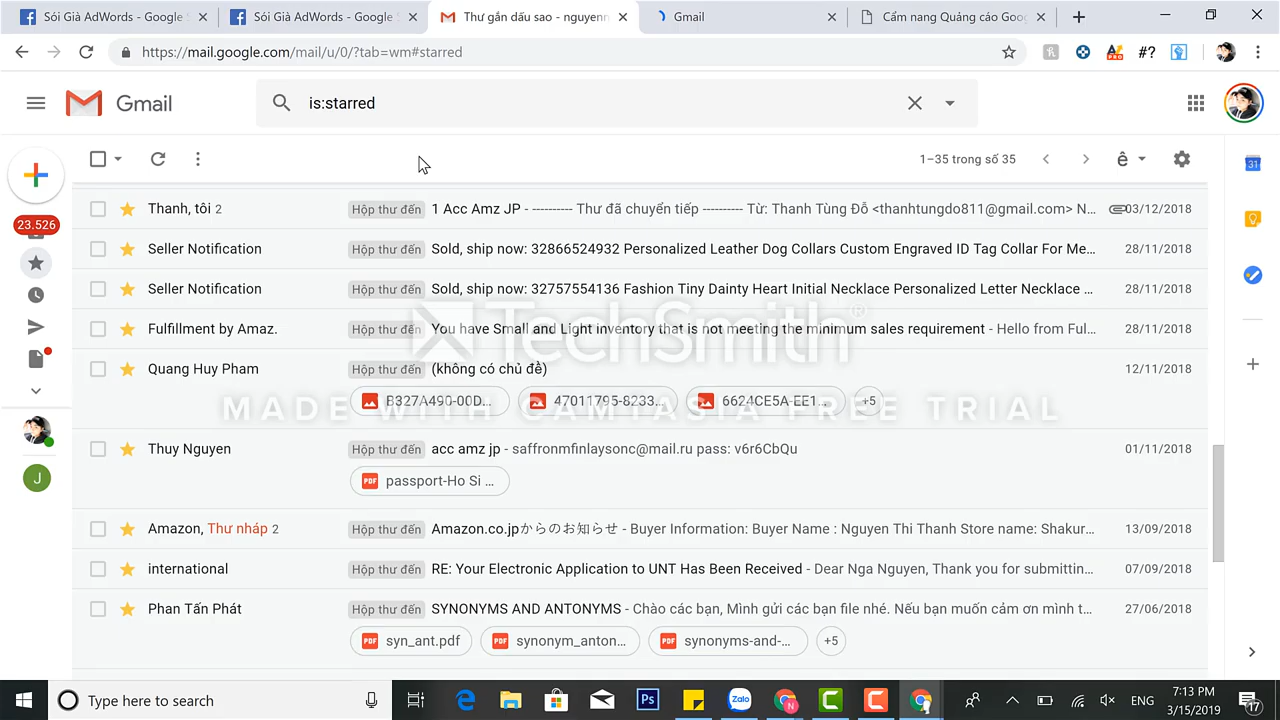 Sói Già AdWords - Google
Sói Già AdWords - Google
Thư gắn dấu sao - nguyenn
Gmail
Cẩm nang Quảng cáo Goog
https://mail.google.com/mail/u/0/?tab=wm#starred
PRO
#?
Gmail
is:starred
1–35 trong số 35
ê
31
23.526
Thanh, tôi 2
Hộp thư đến
1 Acc Amz JP - ---------- Thư đã chuyển tiếp ---------- Từ: Thanh Tùng Đỗ <thanhtungdo811@gmail.com> N...
03/12/2018
Seller Notification
Hộp thư đến
Sold, ship now: 32866524932 Personalized Leather Dog Collars Custom Engraved ID Tag Collar For Me...
28/11/2018
Seller Notification
Hộp thư đến
Sold, ship now: 32757554136 Fashion Tiny Dainty Heart Initial Necklace Personalized Letter Necklace ...
28/11/2018
Fulfillment by Amaz.
Hộp thư đến
You have Small and Light inventory that is not meeting the minimum sales requirement - Hello from Ful...
28/11/2018
TechSmith®
Quang Huy Pham
Hộp thư đến
(không có chủ đề)
12/11/2018
B327A490-00D...
47011795-8233...
6624CE5A-EE1...
+5
MADE WITH CAMTASIA FREE TRIAL
Thuy Nguyen
Hộp thư đến
acc amz jp - saffronmfinlaysonc@mail.ru pass: v6r6CbQu
01/11/2018
PDF
passport-Ho Si ...
J
Amazon, Thư nháp 2
Hộp thư đến
Amazon.co.jpからのお知らせ - Buyer Information: Buyer Name : Nguyen Thi Thanh Store name: Shakur...
13/09/2018
international
Hộp thư đến
RE: Your Electronic Application to UNT Has Been Received - Dear Nga Nguyen, Thank you for submittin...
07/09/2018
Phan Tấn Phát
Hộp thư đến
SYNONYMS AND ANTONYMS - Chào các bạn, Mình gửi các bạn file nhé. Nếu bạn muốn cảm ơn mình t...
27/06/2018
PDF
syn_ant.pdf
PDF
synonym_anton...
PDF
synonyms-and-...
+5
Type here to search
Ps
Zalo
N
ENG
7:13 PM
3/15/2019
17